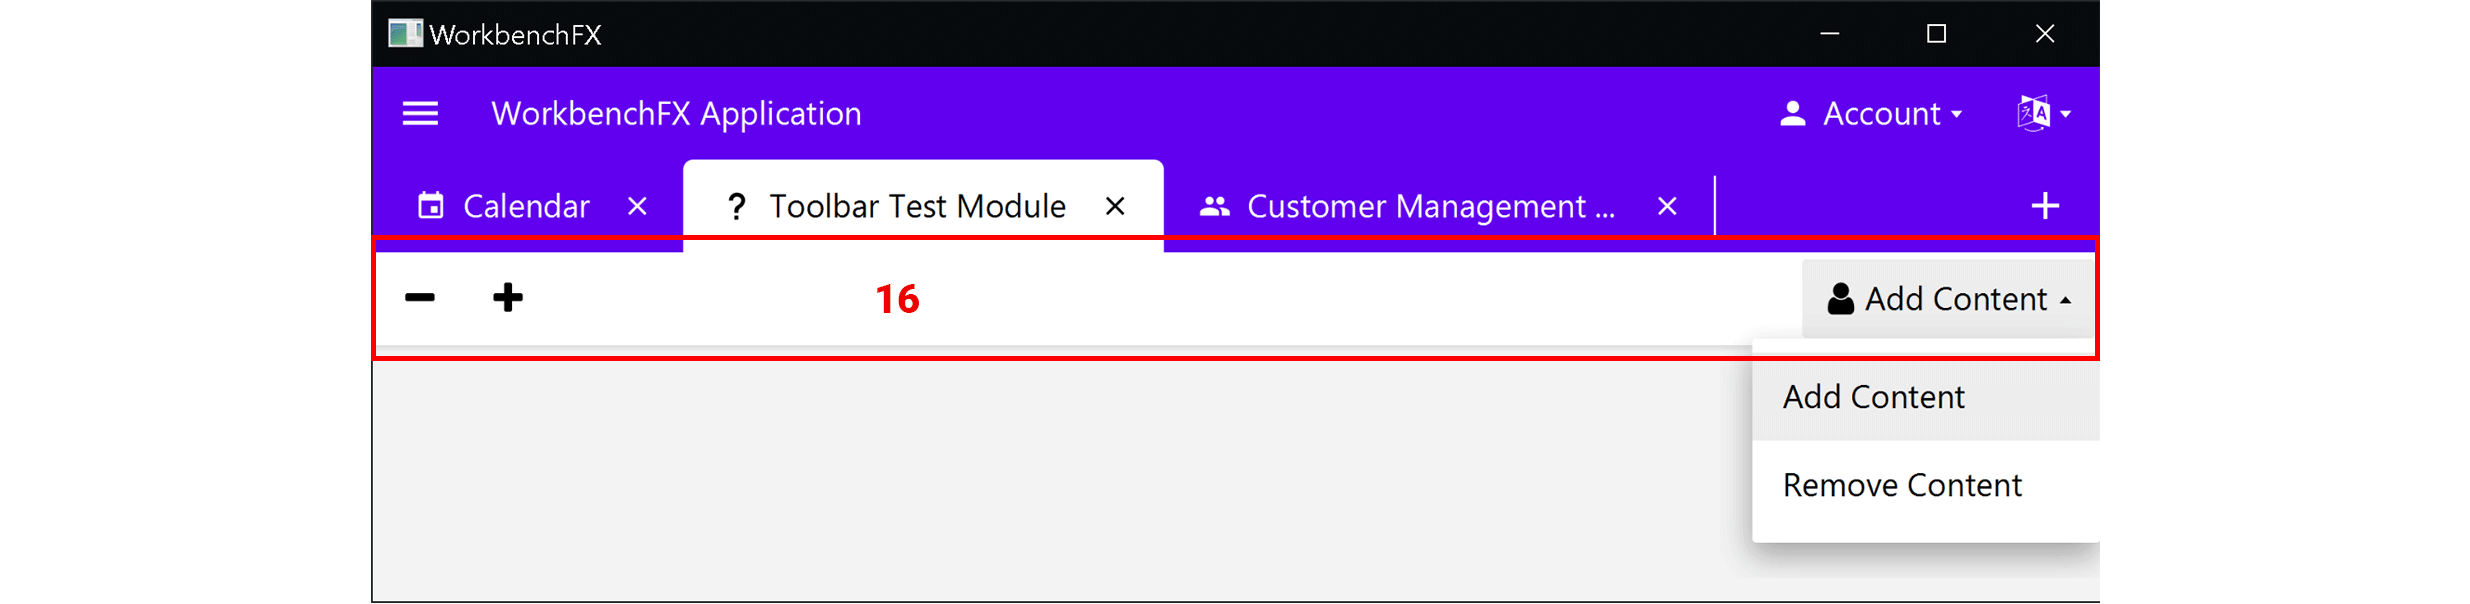 WorkbenchFX
WorkbenchFX Application
Account
Calendar
? Toolbar Test Module
Customer Management ...
16
Add Content
Add Content
Remove Content